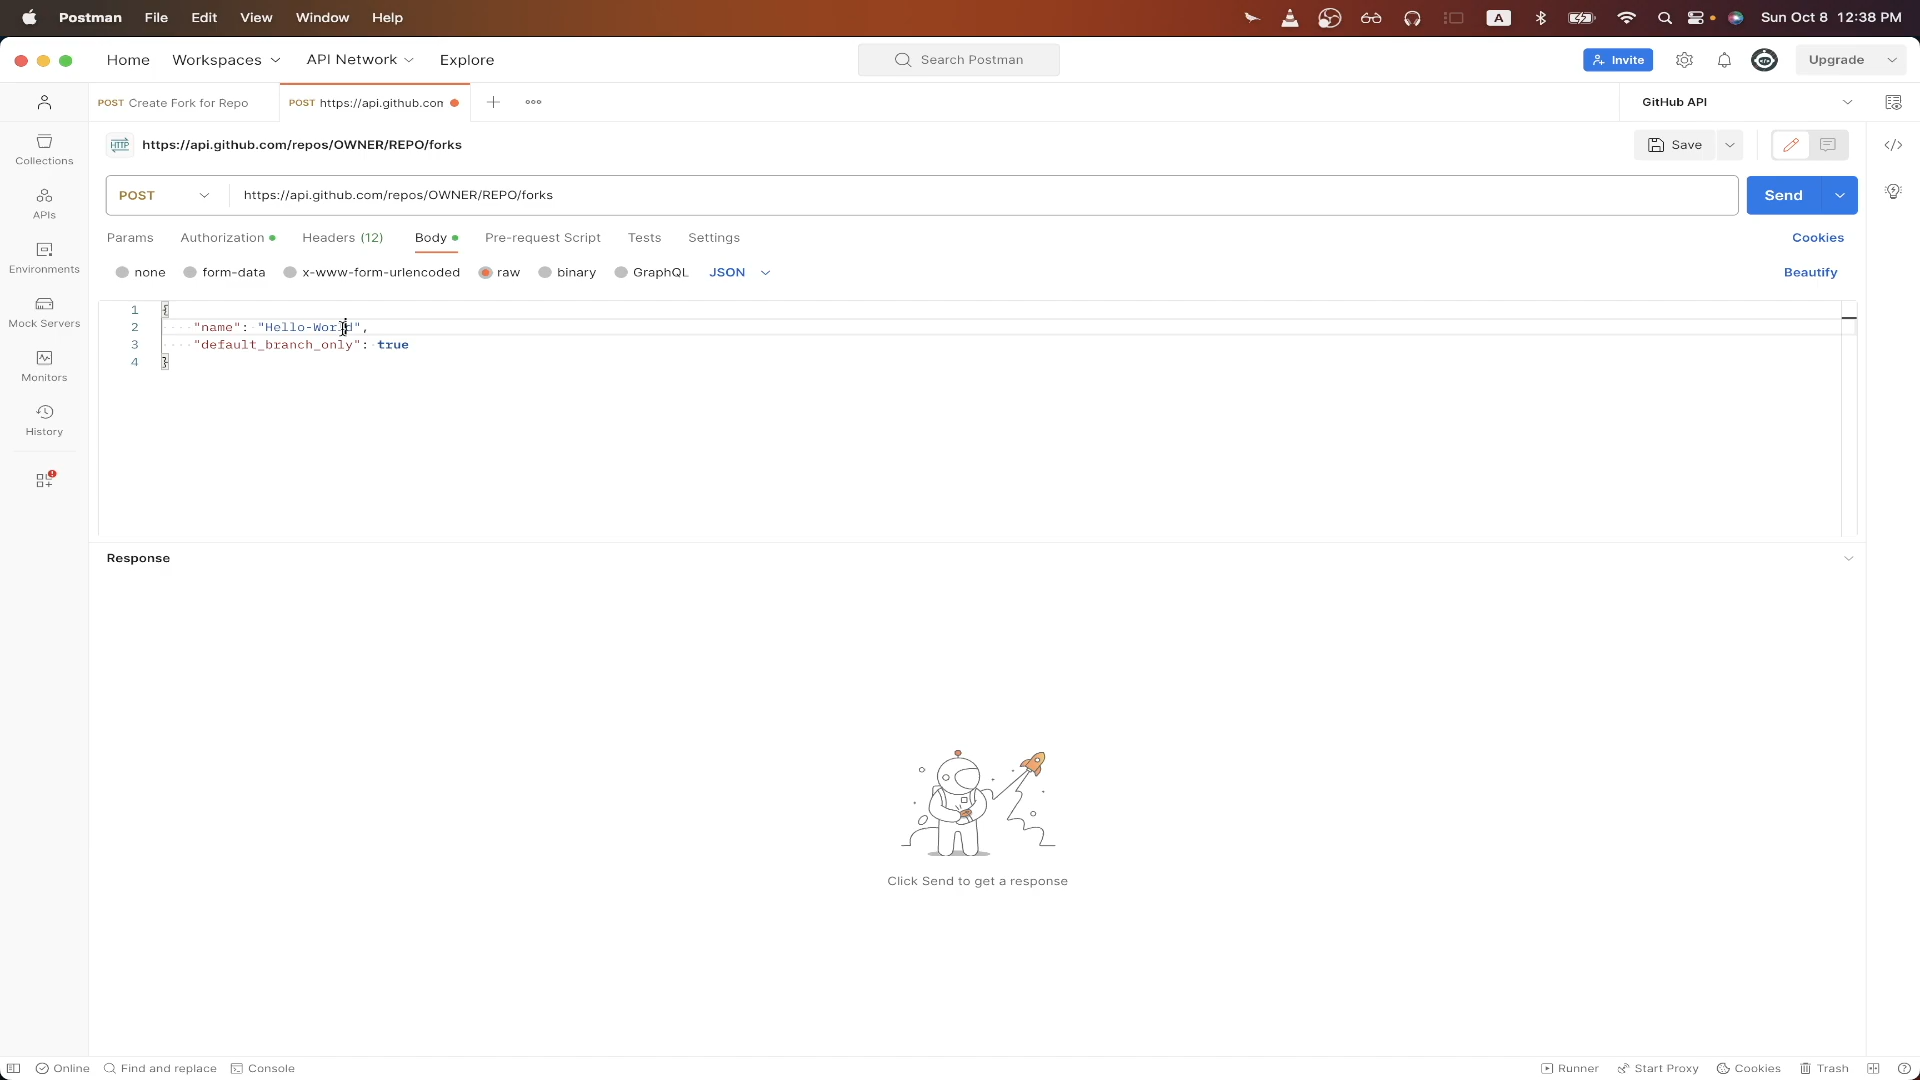 Postman File Edit View Window Help A Sun Oct 8 12:38 PM
Home Workspaces API Network Explore Search Postman Invite Upgrade
POST Create Fork for Repo POST https://api.github.com GitHub API
HTTP https://api.github.com/repos/OWNER/REPO/forks Save
POST https://api.github.com/repos/OWNER/REPO/forks Send
Params Authorization Headers (12) Body Pre-request Script Tests Settings Cookies
none form-data x-www-form-urlencoded raw binary GraphQL JSON Beautify
1 {
2 "name": "Hello-World",
3 "default_branch_only": true
4 }
Collections
APIs
Environments
Mock Servers
Monitors
History
Response
Click Send to get a response
Online Find and replace Console Runner Start Proxy Cookies Trash